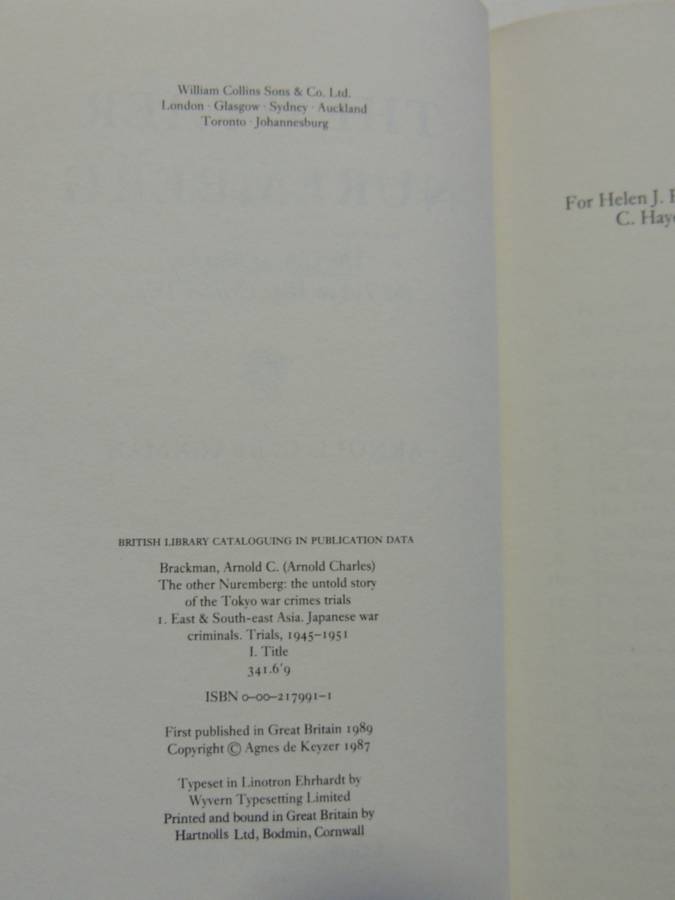 William Collins Sons & Co. Ltd.
London · Glasgow · Sydney · Auckland
Toronto · Johannesburg
BRITISH LIBRARY CATALOGUING IN PUBLICATION DATA
Brackman, Arnold C. (Arnold Charles)
The other Nuremberg: the untold story
of the Tokyo war crimes trials
1. East & South-east Asia. Japanese war
criminals. Trials, 1945–1951
I. Title
341.6'9
ISBN 0-00-217991-1
First published in Great Britain 1989
Copyright © Agnes de Keyzer 1987
Typeset in Linotron Ehrhardt by
Wyvern Typesetting Limited
Printed and bound in Great Britain by
Hartnolls Ltd, Bodmin, Cornwall
For Helen J.
C.